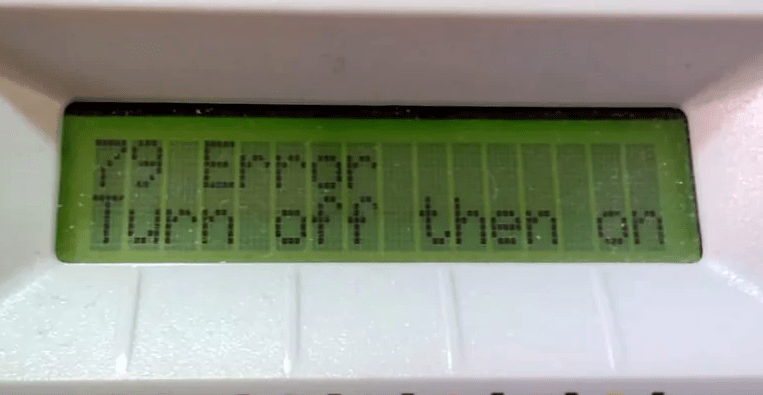 79 Error
Turn off then on